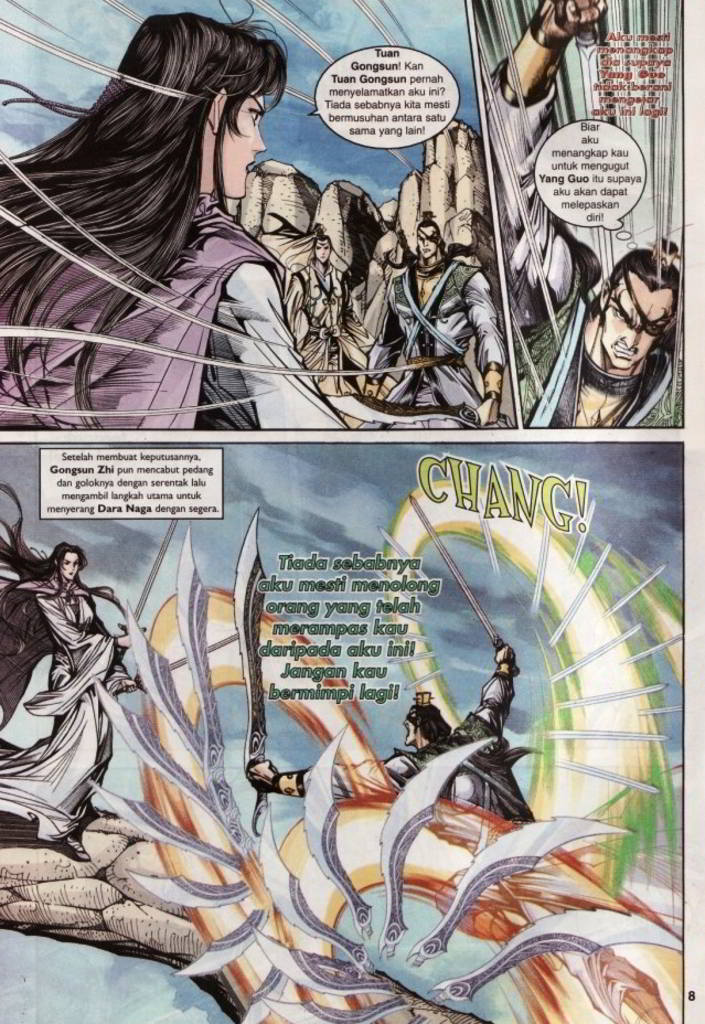 Tuan
Gongsun! Kan
Tuan Gongsun pernah
menyelamatkan aku ini?
Tiada sebabnya kita mesti
bermusuhan antara satu
sama yang lain!
Aku mesti
menangkap
dia supaya
Yang Guo
tidak berani
mengejar
aku ini lagi!
Biar
aku
menangkap kau
untuk mengugut
Yang Guo itu supaya
aku akan dapat
melepaskan
diri!
Setelah membuat keputusannya,
Gongsun Zhi pun mencabut pedang
dan goloknya dengan serentak lalu
mengambil langkah utama untuk
menyerang Dara Naga dengan segera.
CHANG!
Tiada sebabnya
aku mesti menolong
orang yang telah
merampas kau
daripada aku ini!
Jangan kau
bermimpi lagi!
8